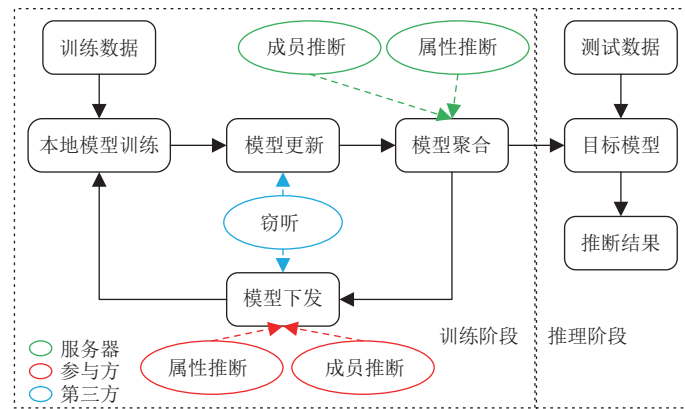 训练数据
成员推断
属性推断
测试数据
本地模型训练
模型更新
模型聚合
目标模型
窃听
推断结果
模型下发
训练阶段
推理阶段
服务器
参与方
第三方
属性推断
成员推断